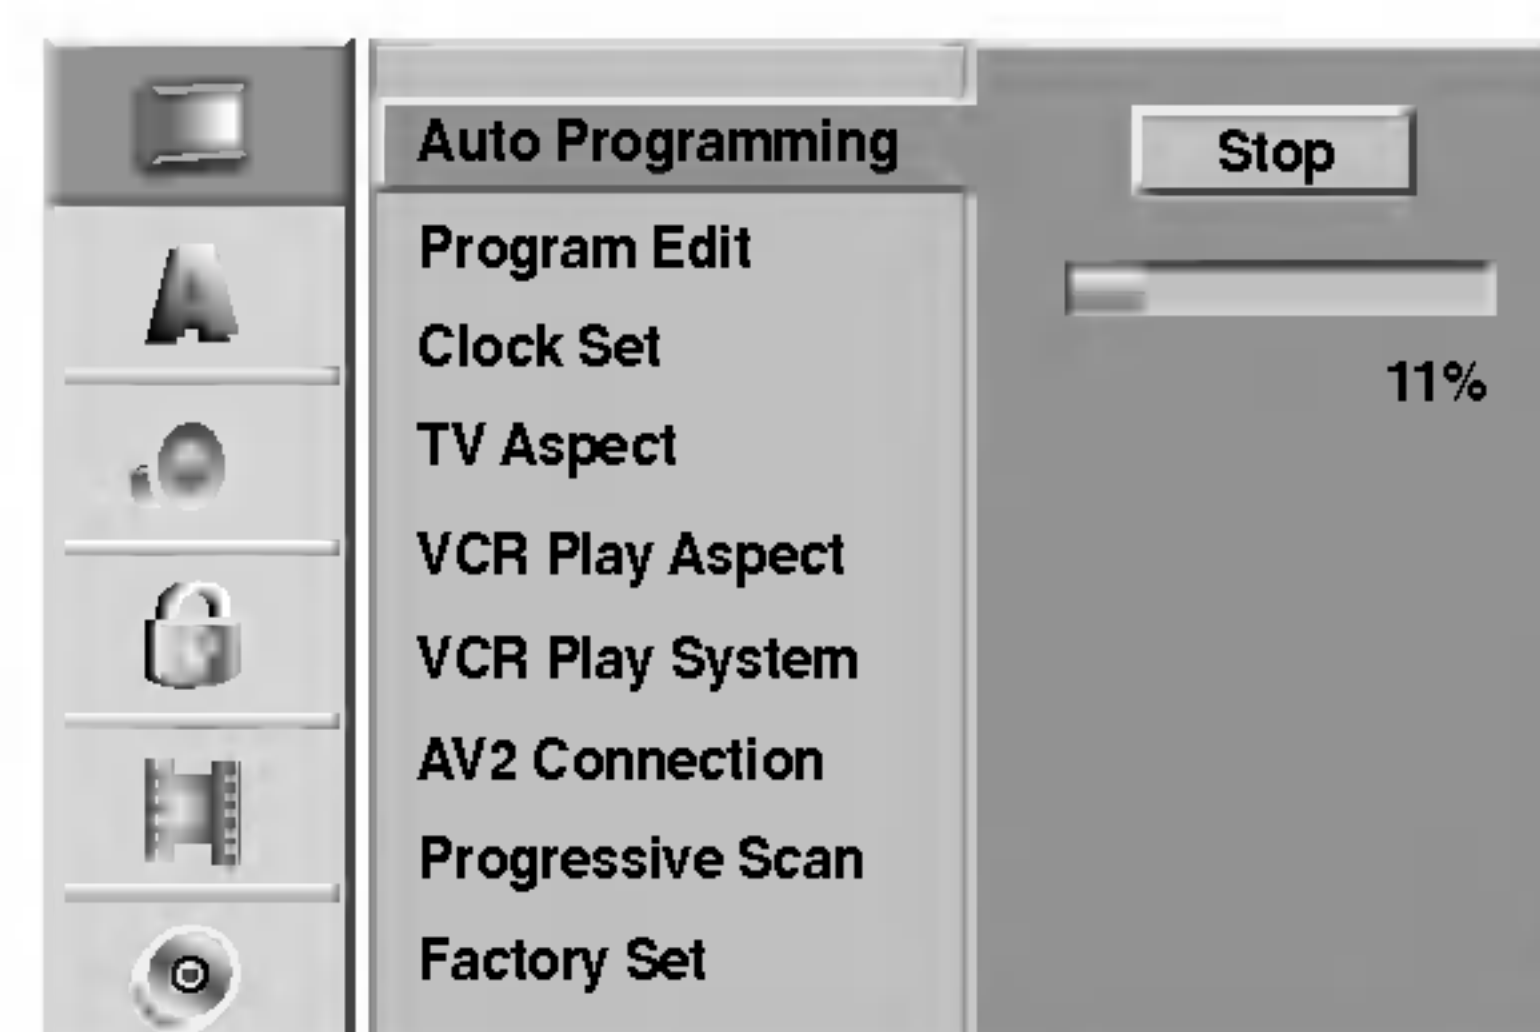 Auto Programming
Stop
Program Edit
Clock Set
11%
TV Aspect
VCR Play Aspect
VCR Play System
AV2 Connection
Progressive Scan
Factory Set